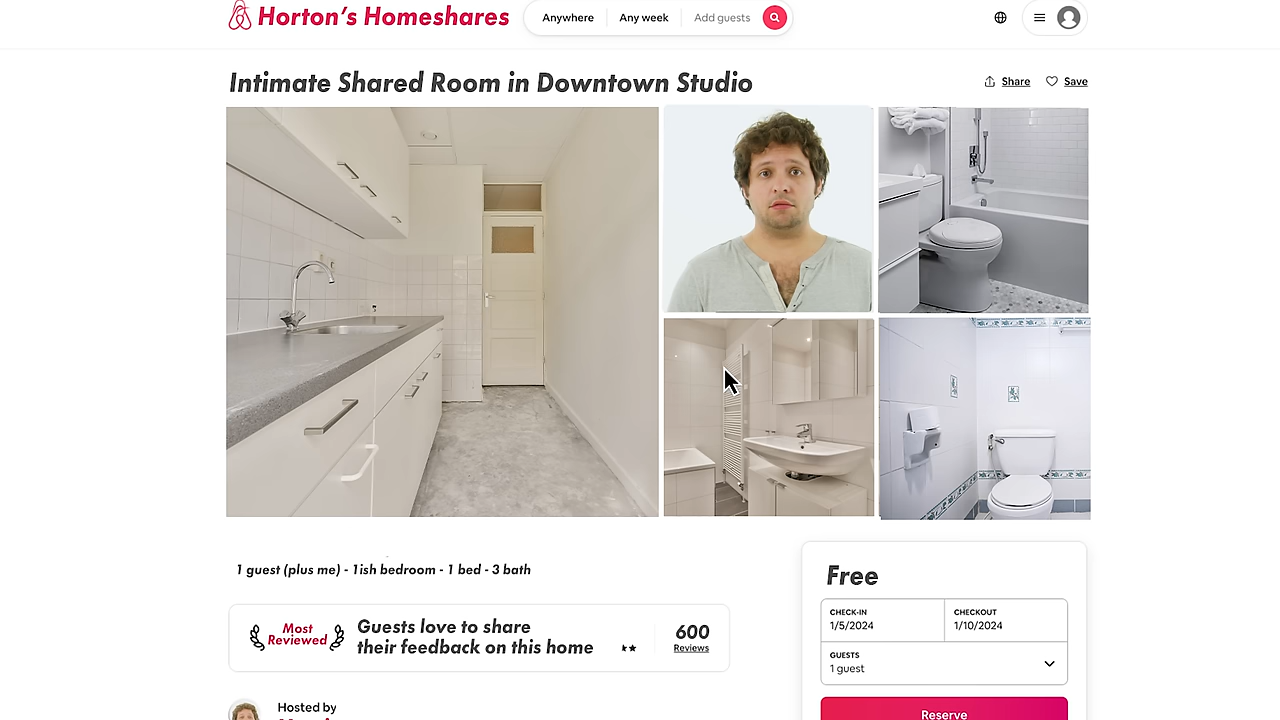 Horton's Homeshares
Anywhere
Any week
Add guests
Intimate Shared Room in Downtown Studio
Share
Save
1 guest (plus me) - 1ish bedroom - 1 bed - 3 bath
Most
Reviewed
Guests love to share
their feedback on this home
600
Reviews
Hosted by
Free
CHECK-IN
1/5/2024
CHECKOUT
1/10/2024
GUESTS
1 guest
Reserve